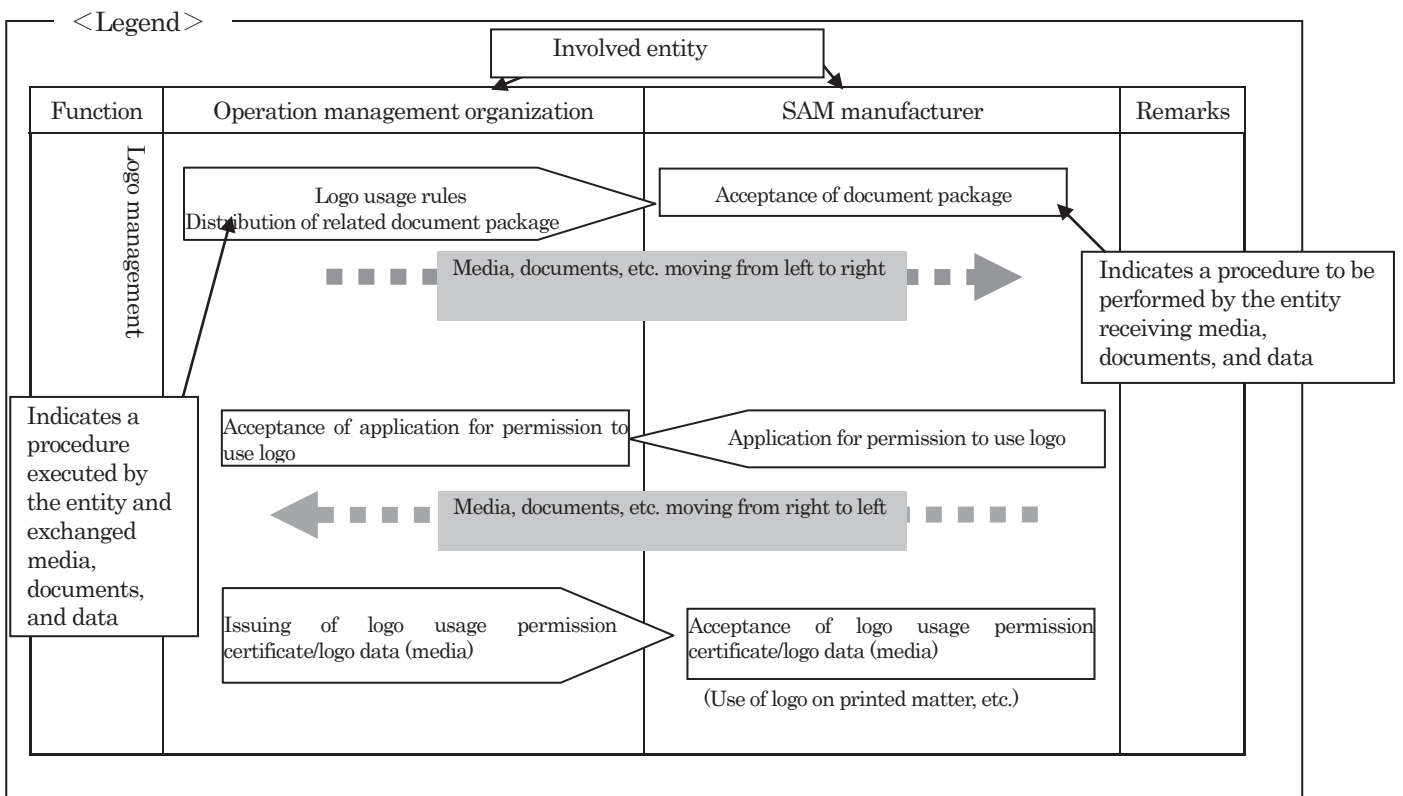 ＜Legend＞
Involved entity
Function
Operation management organization
SAM manufacturer
Remarks
Logo management
Logo usage rules
Distribution of related document package
Acceptance of document package
Media, documents, etc. moving from left to right
Indicates a procedure to be
performed by the entity
receiving media,
documents, and data
Indicates a
procedure
executed by
the entity and
exchanged
media,
documents,
and data
Acceptance of application for permission to
use logo
Application for permission to use logo
Media, documents, etc. moving from right to left
Issuing of logo usage permission
certificate/logo data (media)
Acceptance of logo usage permission
certificate/logo data (media)
(Use of logo on printed matter, etc.)